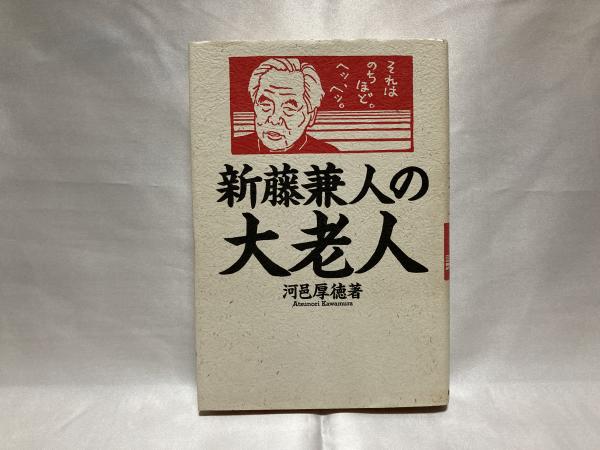 それは
のちほど。
ヘッ、ヘッ。
新藤兼人の
大老人
河邑厚徳著
Atsunori Kawamura